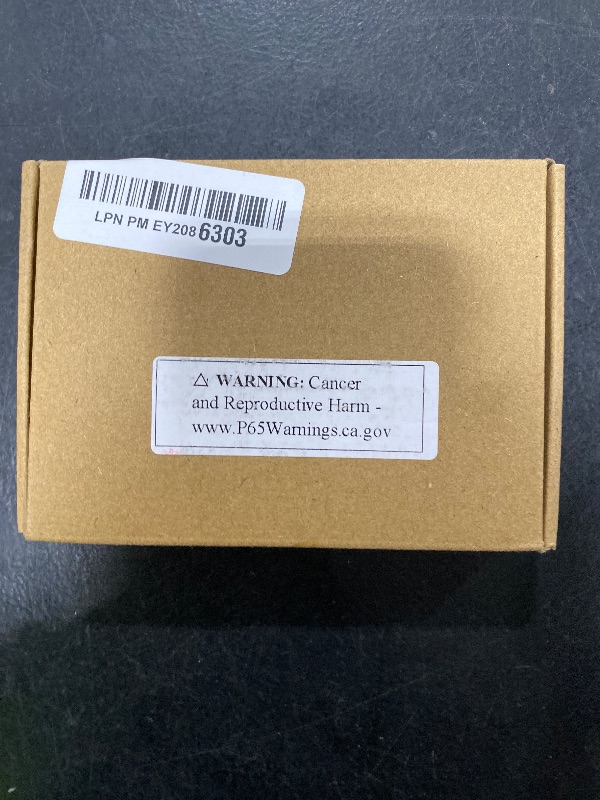 LPN PM EY2086303
⚠ WARNING: Cancer
and Reproductive Harm -
www.P65Warnings.ca.gov